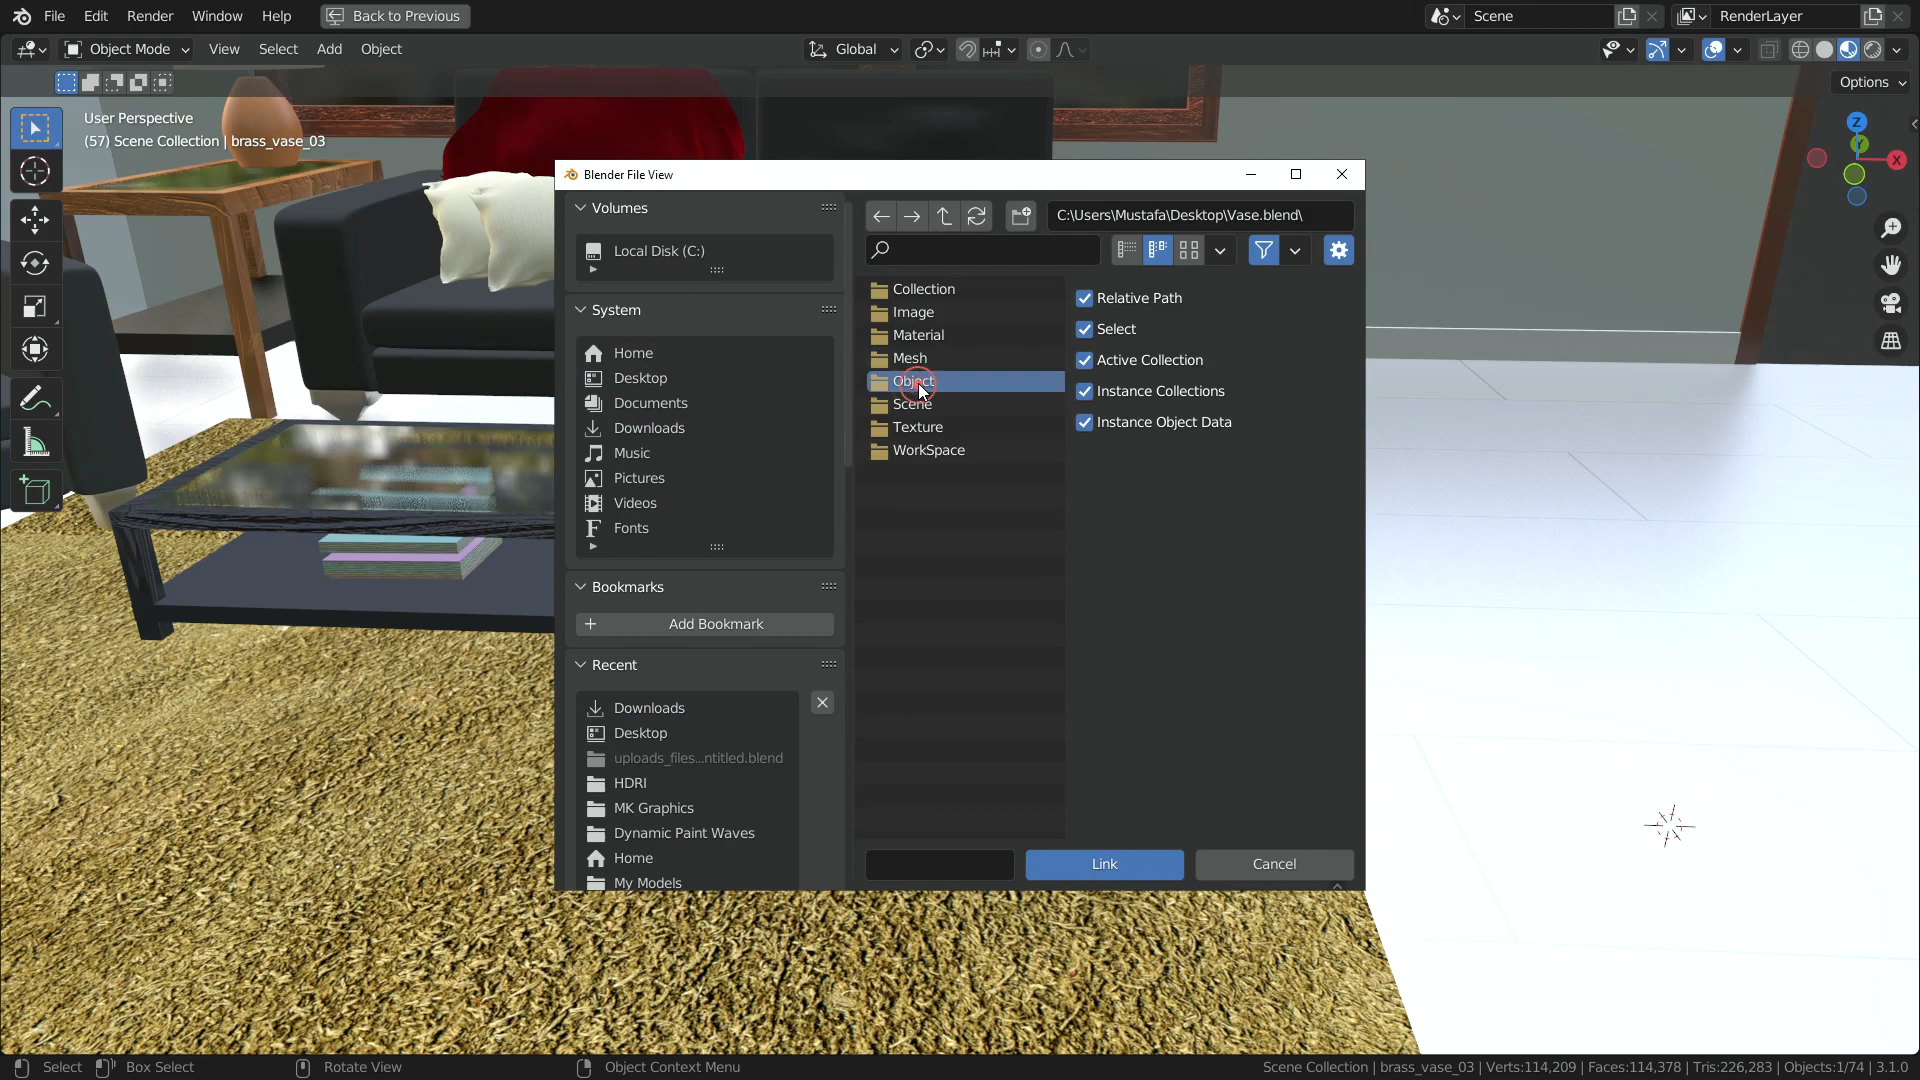 File Edit Render Window Help Back to Previous Scene RenderLayer
Object Mode View Select Add Object Global
Options
User Perspective
(57) Scene Collection | brass_vase_03
Z
Y
X
Blender File View
Volumes
Local Disk (C:)
System
Home
Desktop
Documents
Downloads
Music
Pictures
Videos
Fonts
Bookmarks
Add Bookmark
Recent
Downloads
Desktop
uploads_files...ntitled.blend
HDRI
MK Graphics
Dynamic Paint Waves
Home
My Models
C:\Users\Mustafa\Desktop\Vase.blend\
Collection
Image
Material
Mesh
Object
Scene
Texture
WorkSpace
Relative Path
Select
Active Collection
Instance Collections
Instance Object Data
Link Cancel
Select Box Select Rotate View Object Context Menu Scene Collection | brass_vase_03 | Verts:114,209 | Faces:114,378 | Tris:226,283 | Objects:1/74 | 3.1.0